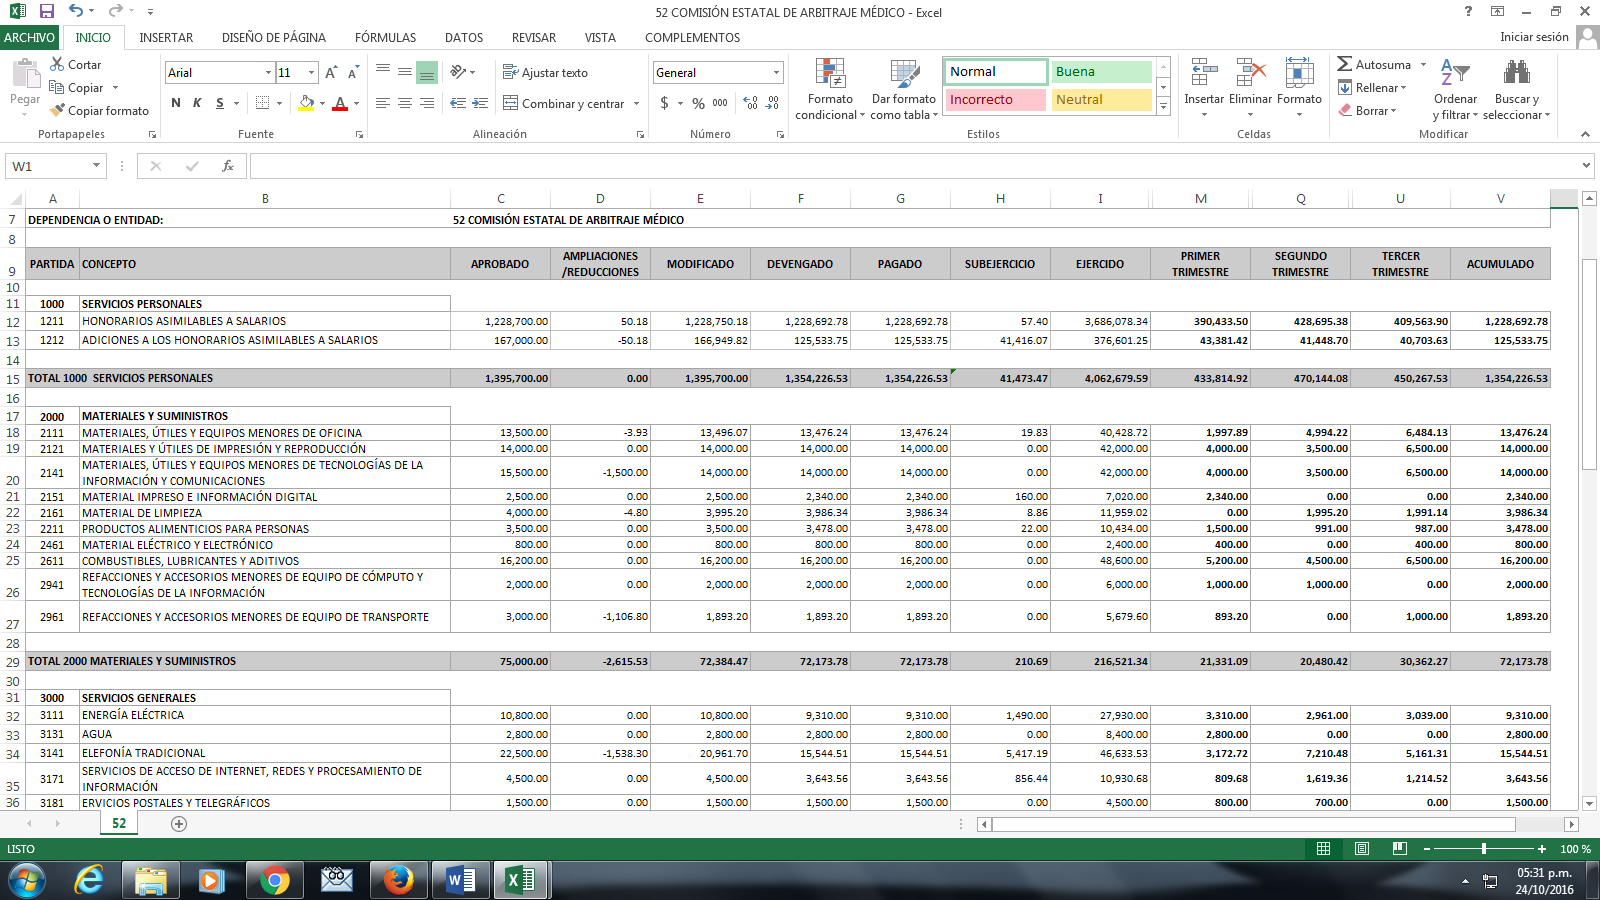 52 COMISIÓN ESTATAL DE ARBITRAJE MÉDICO - Excel
ARCHIVO INICIO INSERTAR DISEÑO DE PÁGINA FÓRMULAS DATOS REVISAR VISTA COMPLEMENTOS Iniciar sesión
Pegar
Cortar
Copiar
Copiar formato
Portapapeles
Arial 11
N K S
Fuente
Ajustar texto
Combinar y centrar
Alineación
General
$ % 000
Número
Formato condicional
Dar formato como tabla
Normal Buena
Incorrecto Neutral
Estilos
Insertar Eliminar Formato
Celdas
Autosuma
Rellenar
Borrar
Ordenar y filtrar
Buscar y seleccionar
Modificar
W1 fx
A B C D E F G H I M Q U V
7 DEPENDENCIA O ENTIDAD: 52 COMISIÓN ESTATAL DE ARBITRAJE MÉDICO
8
9 PARTIDA CONCEPTO APROBADO AMPLIACIONES /REDUCCIONES MODIFICADO DEVENGADO PAGADO SUBEJERCICIO EJERCIDO PRIMER TRIMESTRE SEGUNDO TRIMESTRE TERCER TRIMESTRE ACUMULADO
10
11 1000 SERVICIOS PERSONALES
12 1211 HONORARIOS ASIMILABLES A SALARIOS 1,228,700.00 50.18 1,228,750.18 1,228,692.78 1,228,692.78 57.40 3,686,078.34 390,433.50 428,695.38 409,563.90 1,228,692.78
13 1212 ADICIONES A LOS HONORARIOS ASIMILABLES A SALARIOS 167,000.00 -50.18 166,949.82 125,533.75 125,533.75 41,416.07 376,601.25 43,381.42 41,448.70 40,703.63 125,533.75
14
15 TOTAL 1000 SERVICIOS PERSONALES 1,395,700.00 0.00 1,395,700.00 1,354,226.53 1,354,226.53 41,473.47 4,062,679.59 433,814.92 470,144.08 450,267.53 1,354,226.53
16
17 2000 MATERIALES Y SUMINISTROS
18 2111 MATERIALES, ÚTILES Y EQUIPOS MENORES DE OFICINA 13,500.00 -3.93 13,496.07 13,476.24 13,476.24 19.83 40,428.72 1,997.89 4,994.22 6,484.13 13,476.24
19 2121 MATERIALES Y ÚTILES DE IMPRESIÓN Y REPRODUCCIÓN 14,000.00 0.00 14,000.00 14,000.00 14,000.00 0.00 42,000.00 4,000.00 3,500.00 6,500.00 14,000.00
20 2141 MATERIALES, ÚTILES Y EQUIPOS MENORES DE TECNOLOGÍAS DE LA INFORMACIÓN Y COMUNICACIONES 15,500.00 -1,500.00 14,000.00 14,000.00 14,000.00 0.00 42,000.00 4,000.00 3,500.00 6,500.00 14,000.00
21 2151 MATERIAL IMPRESO E INFORMACIÓN DIGITAL 2,500.00 0.00 2,500.00 2,340.00 2,340.00 160.00 7,020.00 2,340.00 0.00 0.00 2,340.00
22 2161 MATERIAL DE LIMPIEZA 4,000.00 -4.80 3,995.20 3,986.34 3,986.34 8.86 11,959.02 0.00 1,995.20 1,991.14 3,986.34
23 2211 PRODUCTOS ALIMENTICIOS PARA PERSONAS 3,500.00 0.00 3,500.00 3,478.00 3,478.00 22.00 10,434.00 1,500.00 991.00 987.00 3,478.00
24 2461 MATERIAL ELÉCTRICO Y ELECTRÓNICO 800.00 0.00 800.00 800.00 800.00 0.00 2,400.00 400.00 0.00 400.00 800.00
25 2611 COMBUSTIBLES, LUBRICANTES Y ADITIVOS 16,200.00 0.00 16,200.00 16,200.00 16,200.00 0.00 48,600.00 5,200.00 4,500.00 6,500.00 16,200.00
26 2941 REFACCIONES Y ACCESORIOS MENORES DE EQUIPO DE CÓMPUTO Y TECNOLOGÍAS DE LA INFORMACIÓN 2,000.00 0.00 2,000.00 2,000.00 2,000.00 0.00 6,000.00 1,000.00 1,000.00 0.00 2,000.00
27 2961 REFACCIONES Y ACCESORIOS MENORES DE EQUIPO DE TRANSPORTE 3,000.00 -1,106.80 1,893.20 1,893.20 1,893.20 0.00 5,679.60 893.20 0.00 1,000.00 1,893.20
28
29 TOTAL 2000 MATERIALES Y SUMINISTROS 75,000.00 -2,615.53 72,384.47 72,173.78 72,173.78 210.69 216,521.34 21,331.09 20,480.42 30,362.27 72,173.78
30
31 3000 SERVICIOS GENERALES
32 3111 ENERGÍA ELÉCTRICA 10,800.00 0.00 10,800.00 9,310.00 9,310.00 1,490.00 27,930.00 3,310.00 2,961.00 3,039.00 9,310.00
33 3131 AGUA 2,800.00 0.00 2,800.00 2,800.00 2,800.00 0.00 8,400.00 2,800.00 0.00 0.00 2,800.00
34 3141 ELEFONÍA TRADICIONAL 22,500.00 -1,538.30 20,961.70 15,544.51 15,544.51 5,417.19 46,633.53 3,172.72 7,210.48 5,161.31 15,544.51
35 3171 SERVICIOS DE ACCESO DE INTERNET, REDES Y PROCESAMIENTO DE INFORMACIÓN 4,500.00 0.00 4,500.00 3,643.56 3,643.56 856.44 10,930.68 809.68 1,619.36 1,214.52 3,643.56
36 3181 ERVICIOS POSTALES Y TELEGRÁFICOS 1,500.00 0.00 1,500.00 1,500.00 1,500.00 0.00 4,500.00 800.00 700.00 0.00 1,500.00
52
LISTO 100 %
05:31 p.m.
24/10/2016